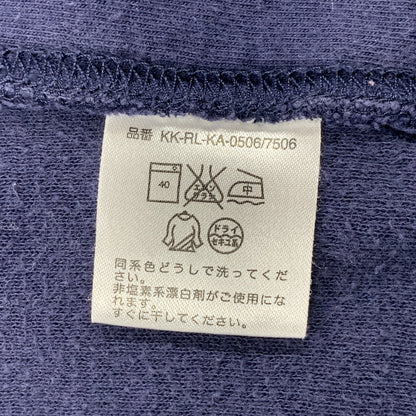 品番 KK-RL-KA-0506/7506
40 エンソ サラシ 中
ドライ
セキユ系
同系色どうしで洗ってくだ
さい。
非塩素系漂白剤がご使用にな
れます。
すぐに干してください。